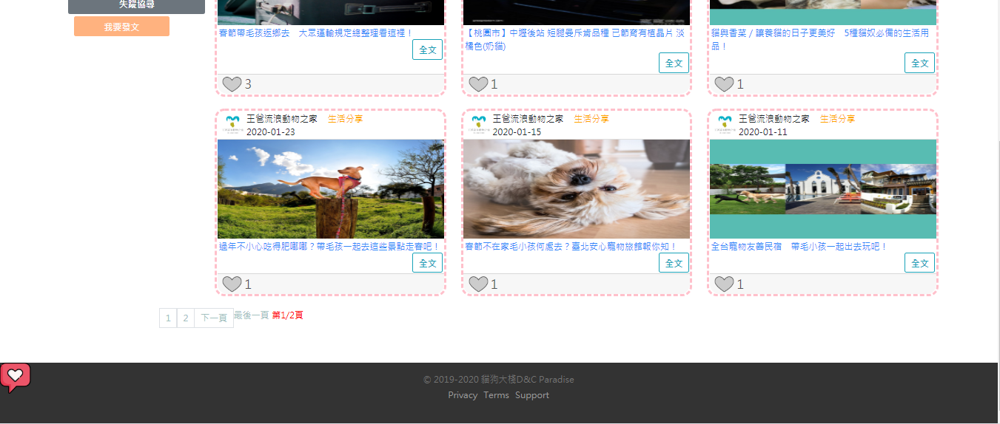 失蹤協尋
我要發文
春節帶毛孩返鄉去　大眾運輸規定總整理看這裡！
全文
3
【桃園市】中壢後站 短腿曼斥肯品種 已節育有植晶片 淡
橘色(奶貓)
全文
1
貓與香菜 / 讓養貓的日子更美好　5種貓奴必備的生活用
品！
全文
1
王爸流浪動物之家　生活分享
2020-01-23
過年不小心吃得肥嘟嘟？帶毛孩一起去這些景點走春吧！
全文
1
王爸流浪動物之家　生活分享
2020-01-15
春節不在家毛小孩何處去？臺北安心寵物旅館報你知！
全文
1
王爸流浪動物之家　生活分享
2020-01-11
全台寵物友善民宿　帶毛小孩一起出去玩吧！
全文
1
1 2 下一頁 最後一頁 第1/2頁
© 2019-2020 貓狗大棧D&C Paradise
Privacy Terms Support